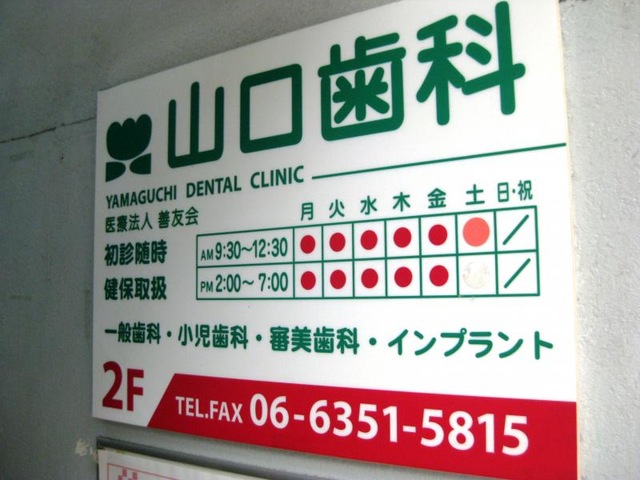 山口歯科
YAMAGUCHI DENTAL CLINIC
医療法人 善友会
初診随時
健保取扱
月 火 水 木 金 土 日・祝
AM 9:30〜12:30 ● ● ● ● ● ● /
PM 2:00〜7:00 ● ● ● ● ● /
一般歯科・小児歯科・審美歯科・インプラント
2F TEL.FAX 06-6351-5815